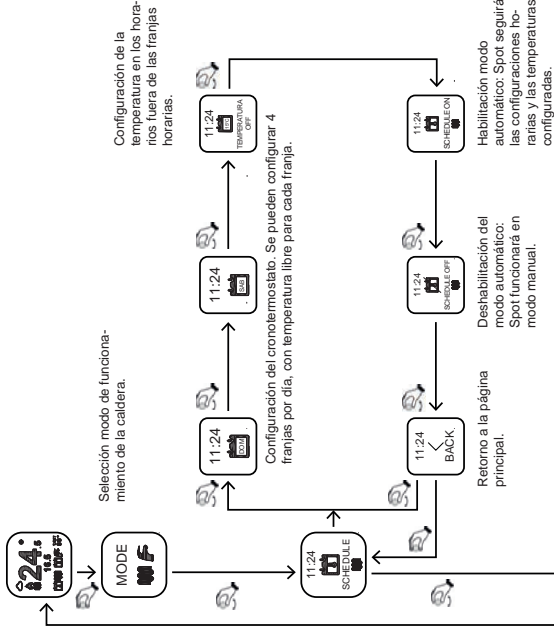 24.5
16.5
MODE
Selección modo de funciona-
miento de la caldera.
11:24
SCHEDULE
11:24
DOM
11:24
SAB
11:24
TEMPERATURA
OFF
Configuración de la
temperatura en los hora-
rios fuera de las franjas
horarias.
Configuración del cronotermostato. Se pueden configurar 4
franjas por día, con temperatura libre para cada franja.
11:24
BACK
11:24
SCHEDULE OFF
11:24
SCHEDULE ON
Retorno a la página
principal.
Deshabilitación del
modo automático:
Spot funcionará en
modo manual.
Habilitación modo
automático: Spot seguirá
las configuraciones ho-
rarias y las temperaturas
configuradas.